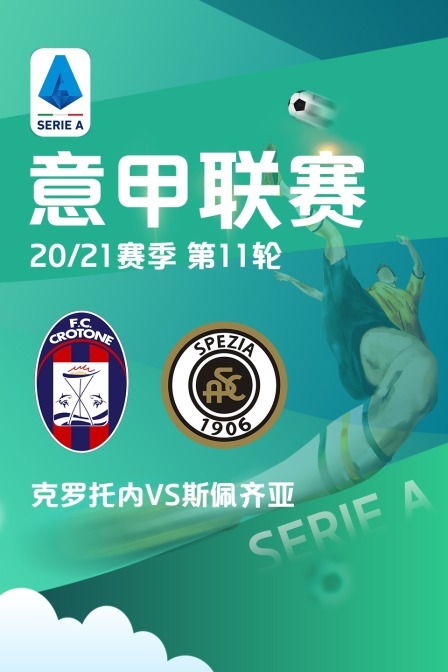 SERIE A
意甲联赛
20/21赛季 第11轮
F.C.
CROTONE
SPEZIA
ASC
1906
克罗托内VS斯佩齐亚
SERIE A